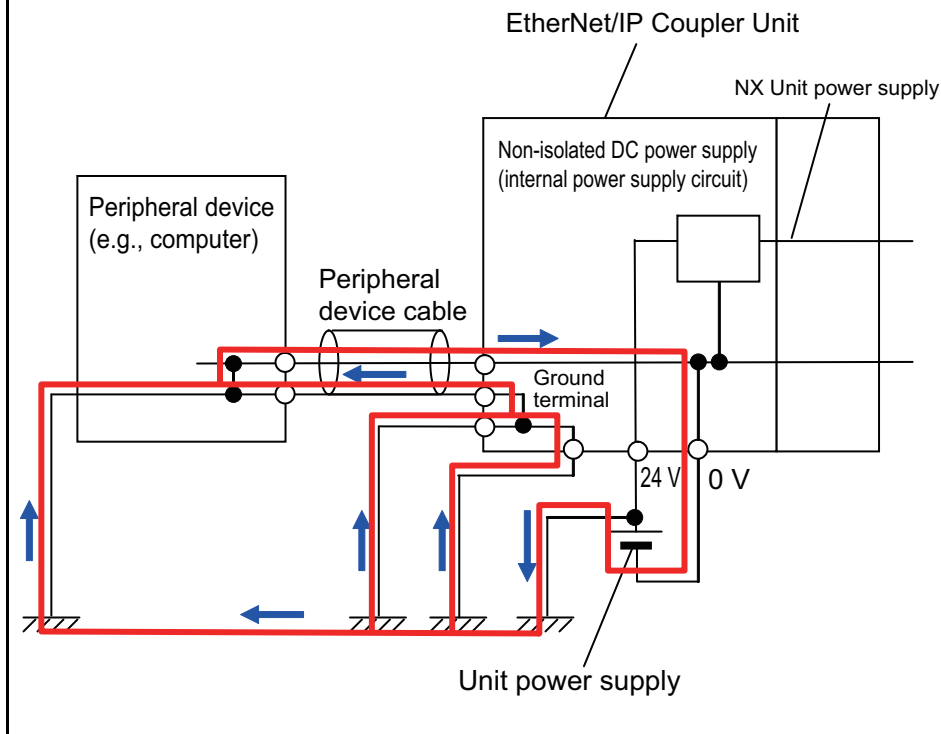 EtherNet/IP Coupler Unit
NX Unit power supply
Non-isolated DC power supply
(internal power supply circuit)
Peripheral device
(e.g., computer)
Peripheral
device cable
Ground
terminal
24 V
0 V
Unit power supply